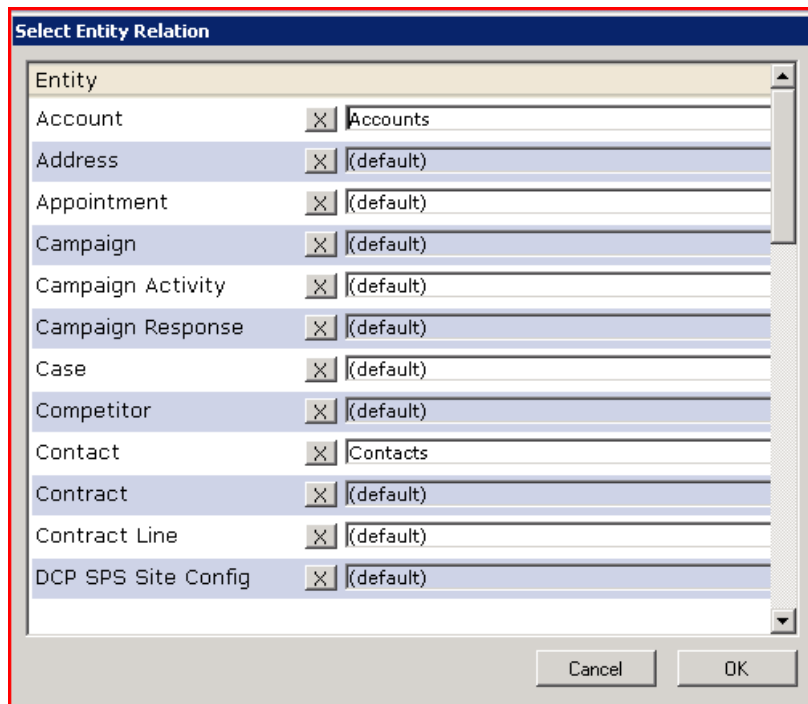 Select Entity Relation
Entity
Account X Accounts
Address X (default)
Appointment X (default)
Campaign X (default)
Campaign Activity X (default)
Campaign Response X (default)
Case X (default)
Competitor X (default)
Contact X Contacts
Contract X (default)
Contract Line X (default)
DCP SPS Site Config X (default)
Cancel OK